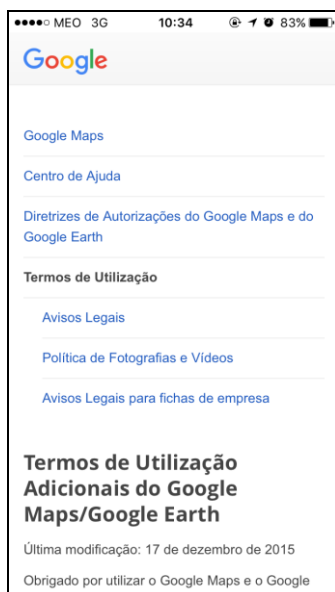 MEO 3G 10:34 83%
Google
Google Maps
Centro de Ajuda
Diretrizes de Autorizações do Google Maps e do
Google Earth
Termos de Utilização
Avisos Legais
Política de Fotografias e Vídeos
Avisos Legais para fichas de empresa
Termos de Utilização
Adicionais do Google
Maps/Google Earth
Última modificação: 17 de dezembro de 2015
Obrigado por utilizar o Google Maps e o Google